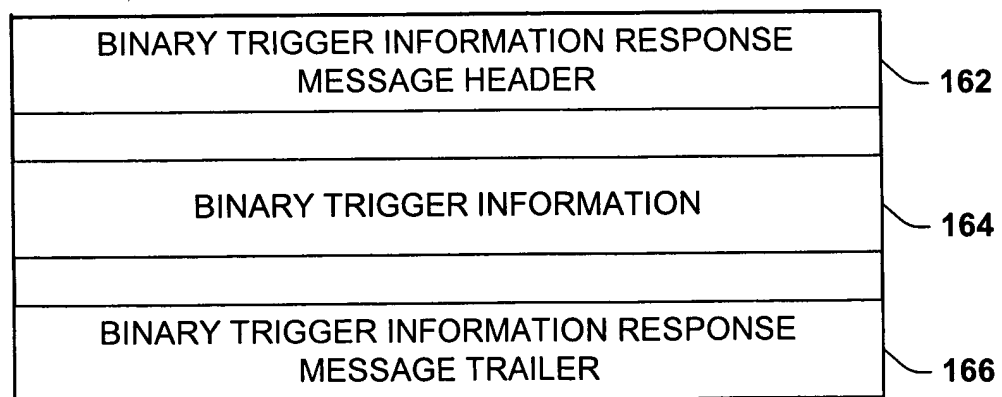 BINARY TRIGGER INFORMATION RESPONSE
MESSAGE HEADER
162
BINARY TRIGGER INFORMATION
164
BINARY TRIGGER INFORMATION RESPONSE
MESSAGE TRAILER
166